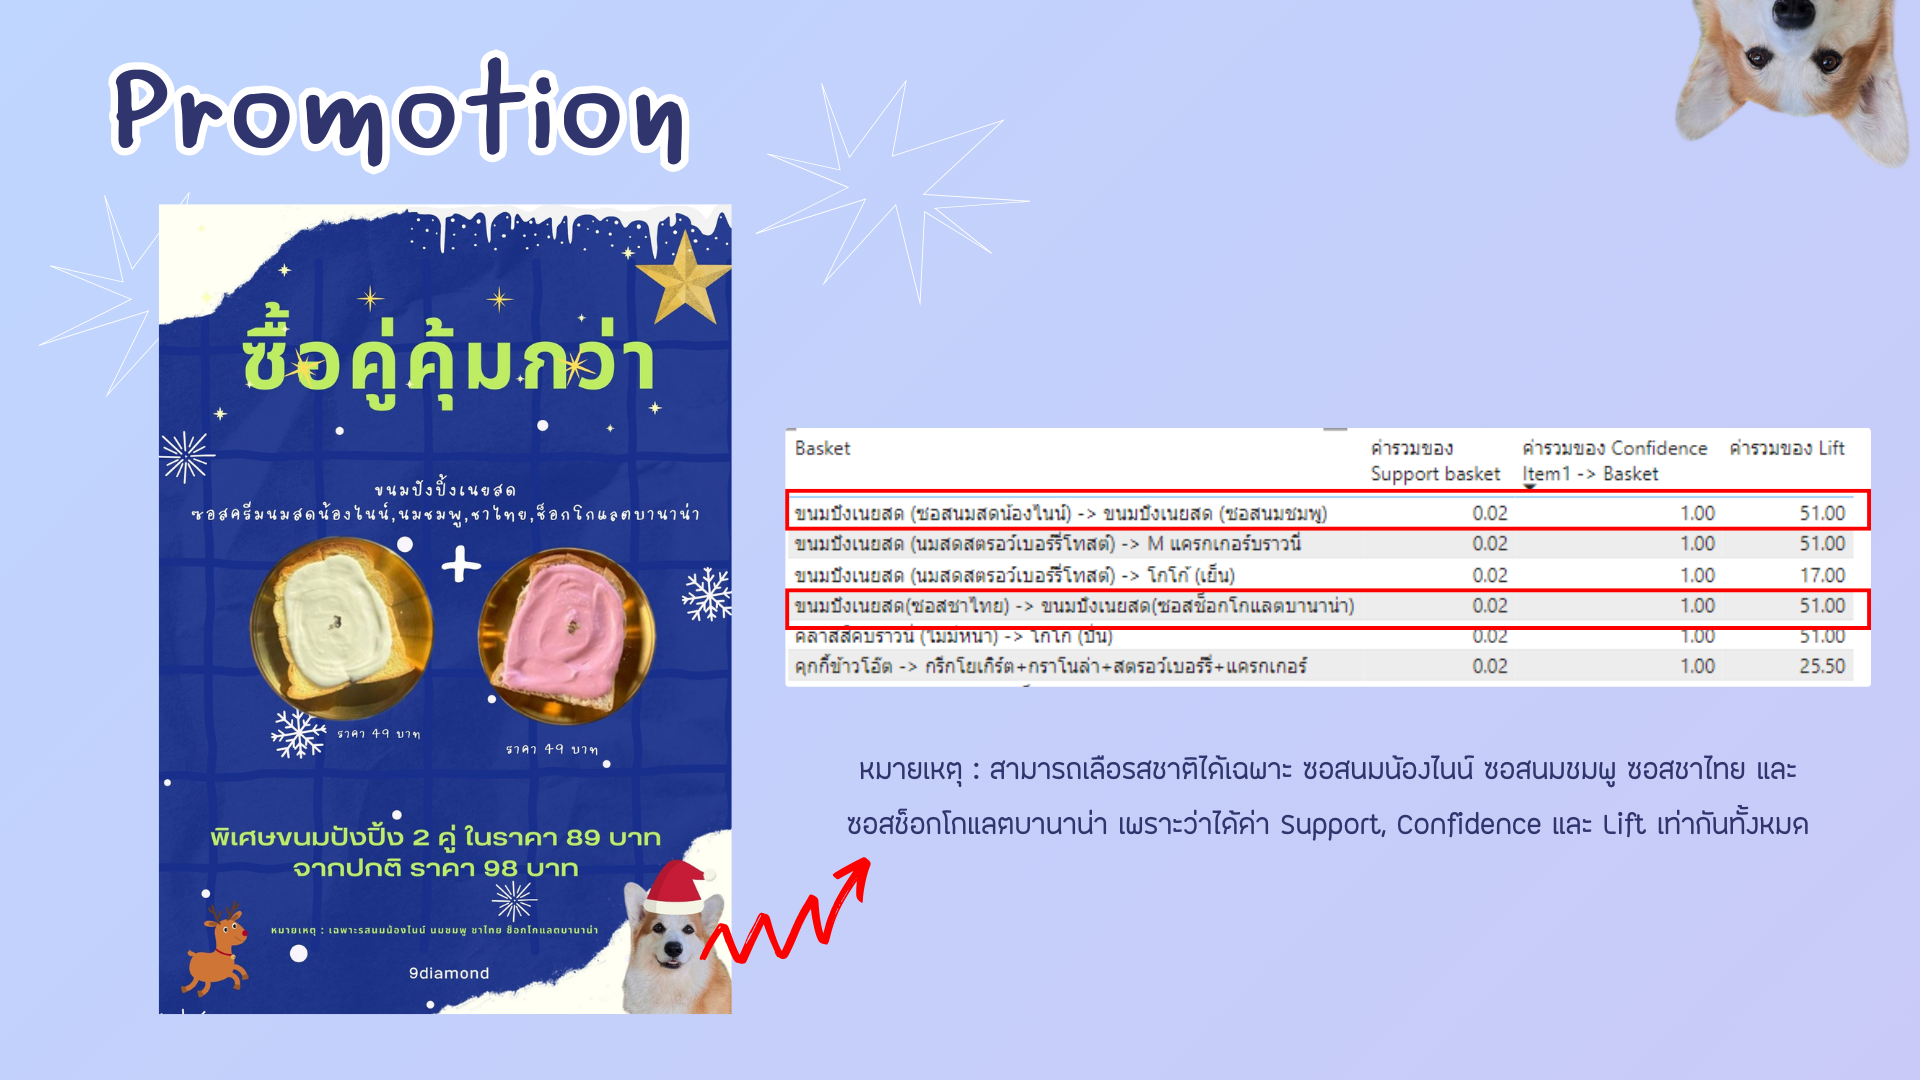 Promotion
ซื้อคู่คุ้มกว่า
ขนมปังปิ้งเนยสด
ซอสครีมนมสดน้องไนน์,นมชมพู,ชาไทย,ช็อกโกแลตบานาน่า
+
ราคา 49 บาท
ราคา 49 บาท
พิเศษขนมปังปิ้ง 2 คู่ ในราคา 89 บาท
จากปกติ ราคา 98 บาท
หมายเหตุ : เฉพาะรสนมน้องไนน์ นมชมพู ชาไทย ช็อกโกแลตบานาน่า
9diamond
Basket ค่ารวมของ Support basket ค่ารวมของ Confidence Item1 -> Basket ค่ารวมของ Lift
ขนมปังเนยสด (ซอสนมสดน้องไนน์) -> ขนมปังเนยสด (ซอสนมชมพู) 0.02 1.00 51.00
ขนมปังเนยสด (นมสดสตรอว์เบอร์รี่โทสต์) -> M แครกเกอร์บราวนี่ 0.02 1.00 51.00
ขนมปังเนยสด (นมสดสตรอว์เบอร์รี่โทสต์) -> โกโก้ (เย็น) 0.02 1.00 17.00
ขนมปังเนยสด(ซอสชาไทย) -> ขนมปังเนยสด(ซอสช็อกโกแลตบานาน่า) 0.02 1.00 51.00
คลาสสิคบราวนี่ (ไม่มีหน้า) -> โกโก้ (ปั่น) 0.02 1.00 51.00
คุกกี้ข้าวโอ๊ต -> กรีกโยเกิร์ต+กราโนล่า+สตรอว์เบอร์รี่+แครกเกอร์ 0.02 1.00 25.50
หมายเหตุ : สามารถเลือรสชาติได้เฉพาะ ซอสนมน้องไนน์ ซอสนมชมพู ซอสชาไทย และ
ซอสช็อกโกแลตบานาน่า เพราะว่าได้ค่า Support, Confidence และ Lift เท่ากันทั้งหมด